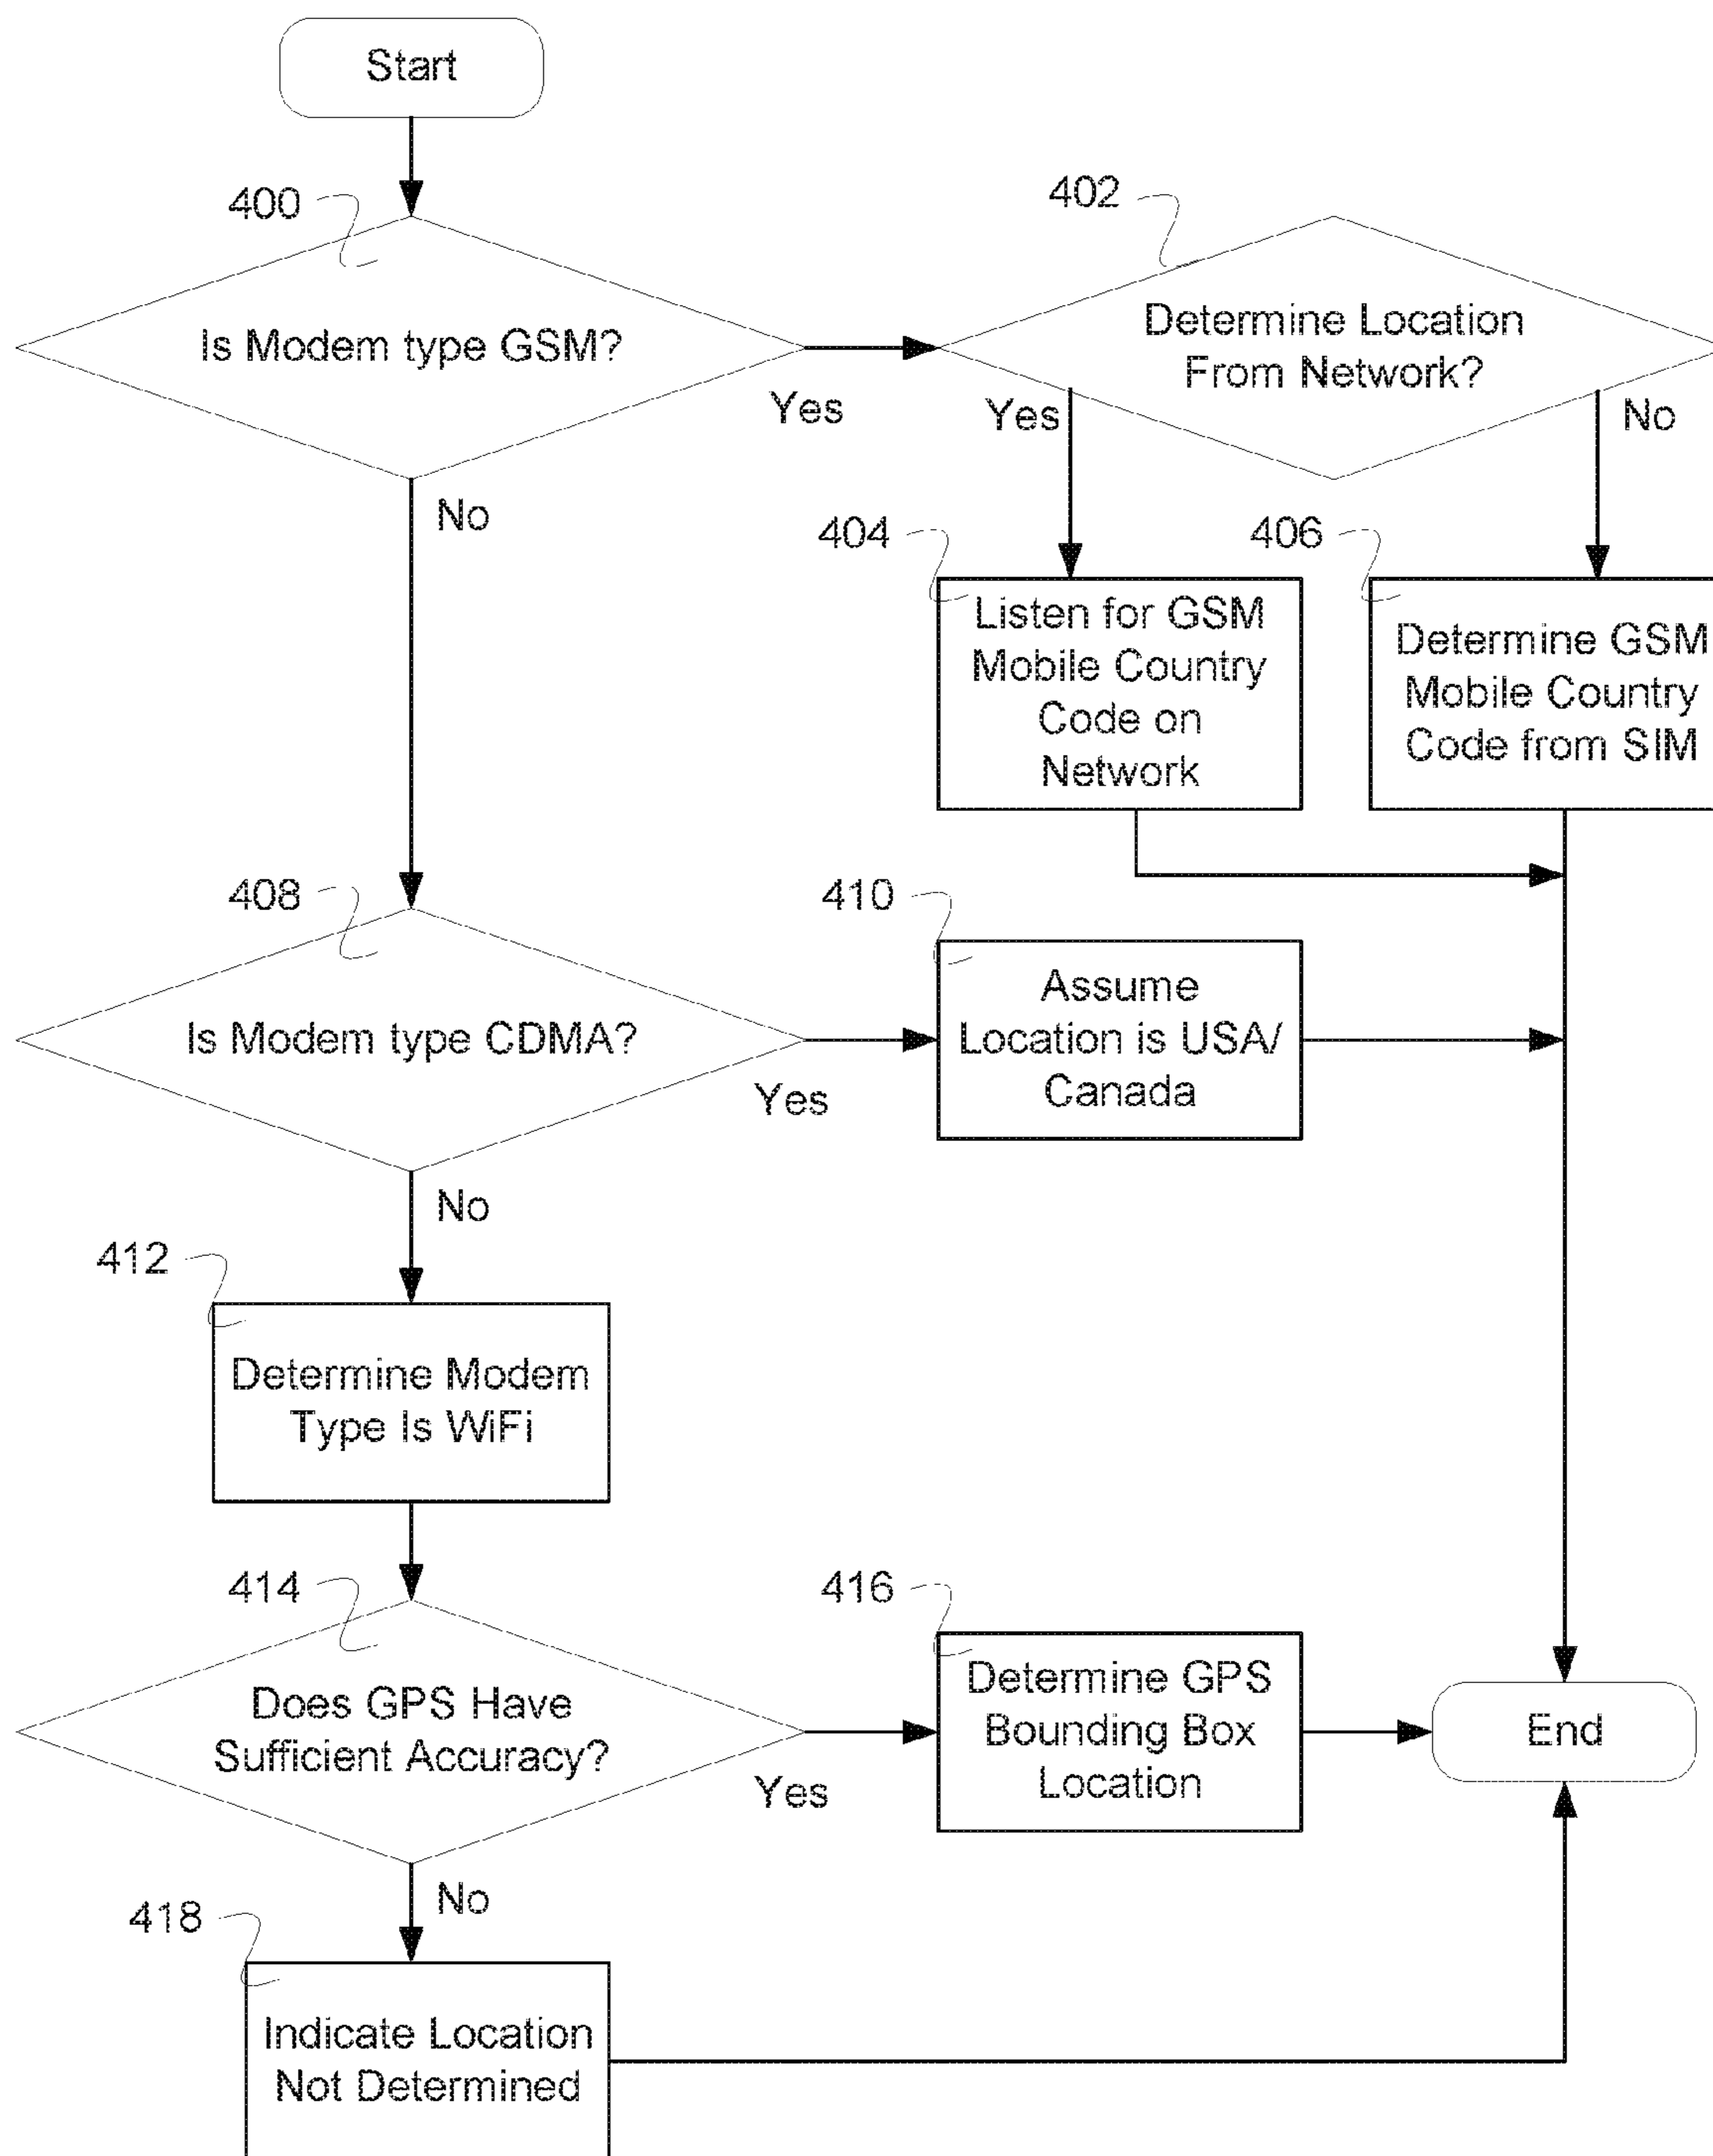 Start
400
Is Modem type GSM?
Yes
No
402
Determine Location
From Network?
Yes
No
404
Listen for GSM
Mobile Country
Code on
Network
406
Determine GSM
Mobile Country
Code from SIM
408
Is Modem type CDMA?
Yes
No
410
Assume
Location is USA/
Canada
412
Determine Modem
Type Is WiFi
414
Does GPS Have
Sufficient Accuracy?
Yes
No
416
Determine GPS
Bounding Box
Location
End
418
Indicate Location
Not Determined